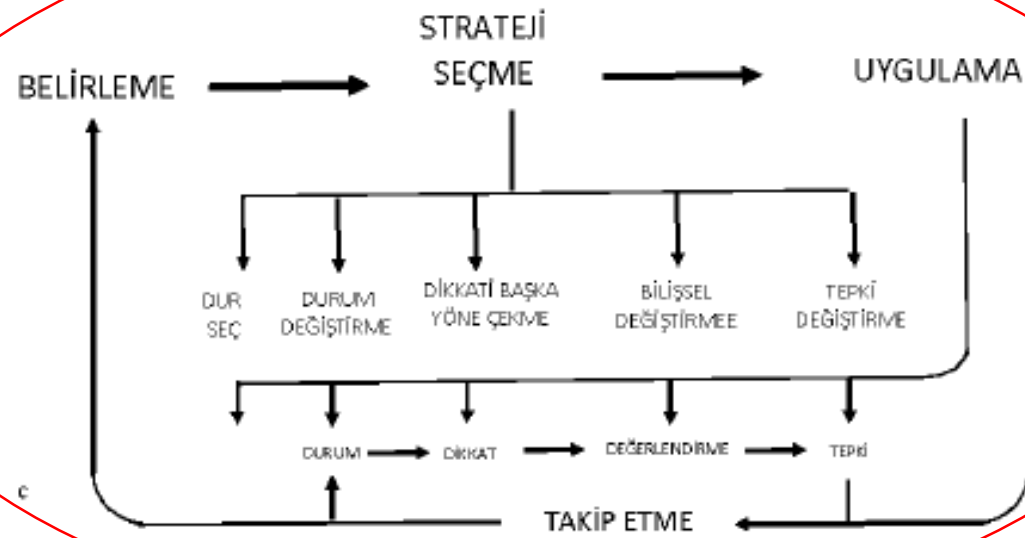 STRATEJİ
SEÇME
BELİRLEME
UYGULAMA
DUR
SEÇ
DURUM
DEĞİŞTİRME
DİKKATİ BAŞKA
YÖNE ÇEKME
BİLİŞSEL
DEĞİŞTİRMEE
TEPKİ
DEĞİŞTİRME
DURUM
DİKKAT
DEĞERLENDİRME
TEPKİ
c
TAKİP ETME